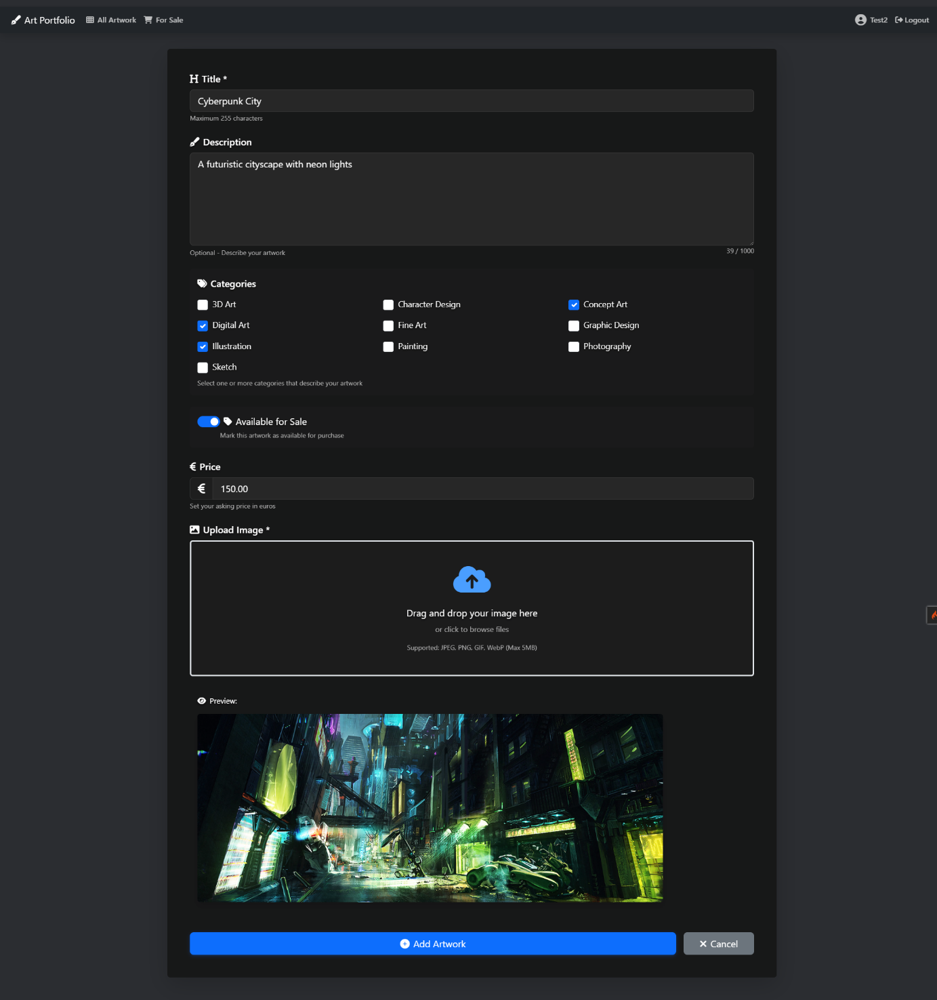 Art Portfolio All Artwork For Sale Test2 Logout
Title *
Cyberpunk City
Maximum 255 characters
Description
A futuristic cityscape with neon lights
Optional - Describe your artwork 39 / 1000
Categories
3D Art Character Design Concept Art
Digital Art Fine Art Graphic Design
Illustration Painting Photography
Sketch
Select one or more categories that describe your artwork
Available for Sale
Mark this artwork as available for purchase
€ Price
€ 150.00
Set your asking price in euros
Upload Image *
Drag and drop your image here
or click to browse files
Supported: JPEG, PNG, GIF, WebP (Max 5MB)
Preview:
Add Artwork Cancel